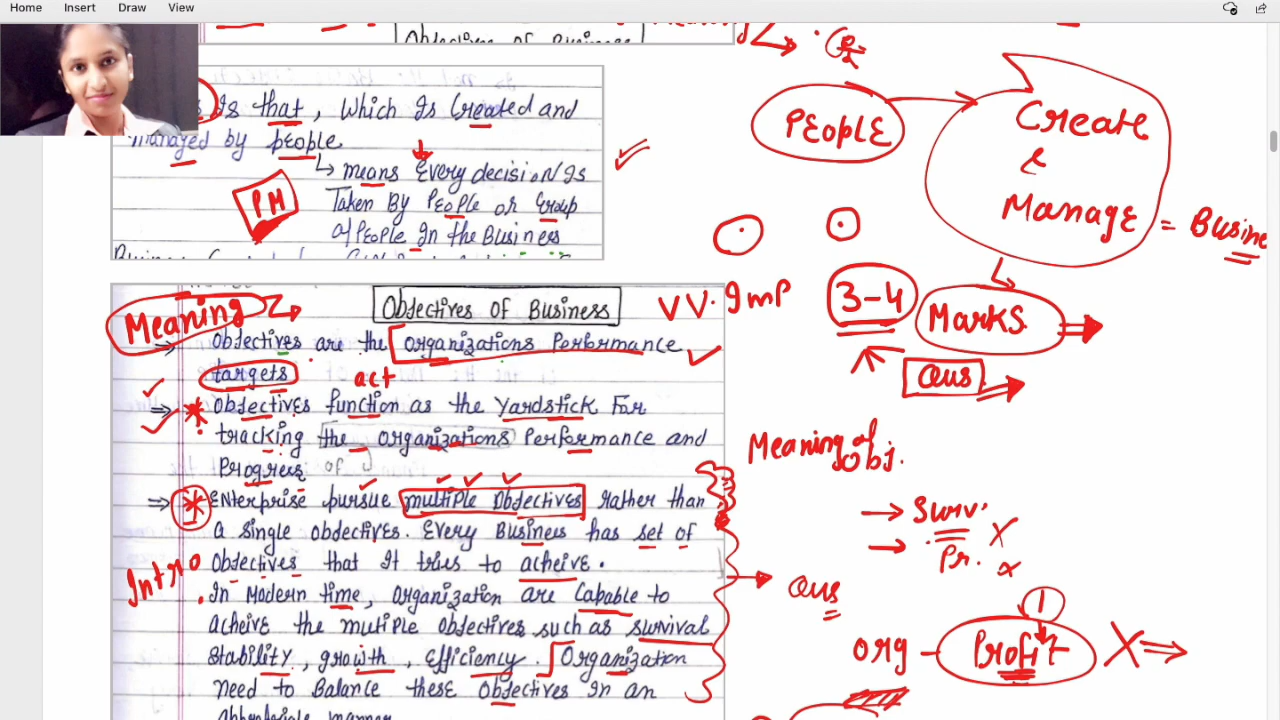 Home Insert Draw View
Objectives of Business
Is that, which Is Created and
managed by people
means Every decision Is
Taken By People or Group
of People In the Business
PM
PEOPLE
Create
&
Manage
= Busine
Meaning
Objectives of Business
VV. Imp
3-4
Marks
Objectives are the organizations Performance
targets
act
Ques
Objectives function as the Yardstick For
tracking the organizations Performance and
Progress of
Meaning of
Obj.
Enterprise pursue multiple Objectives rather than
a single objectives. Every Business has set of
Objectives that It tries to acheive.
Intro
In Modern time, organization are Capable to
acheive the mutiple objectives such as survival
stability, growth, Efficiency. Organization
need to Balance these Objectives In an
appropriate manner
Surv.
Pr. x
Ques
1
org - Profit X